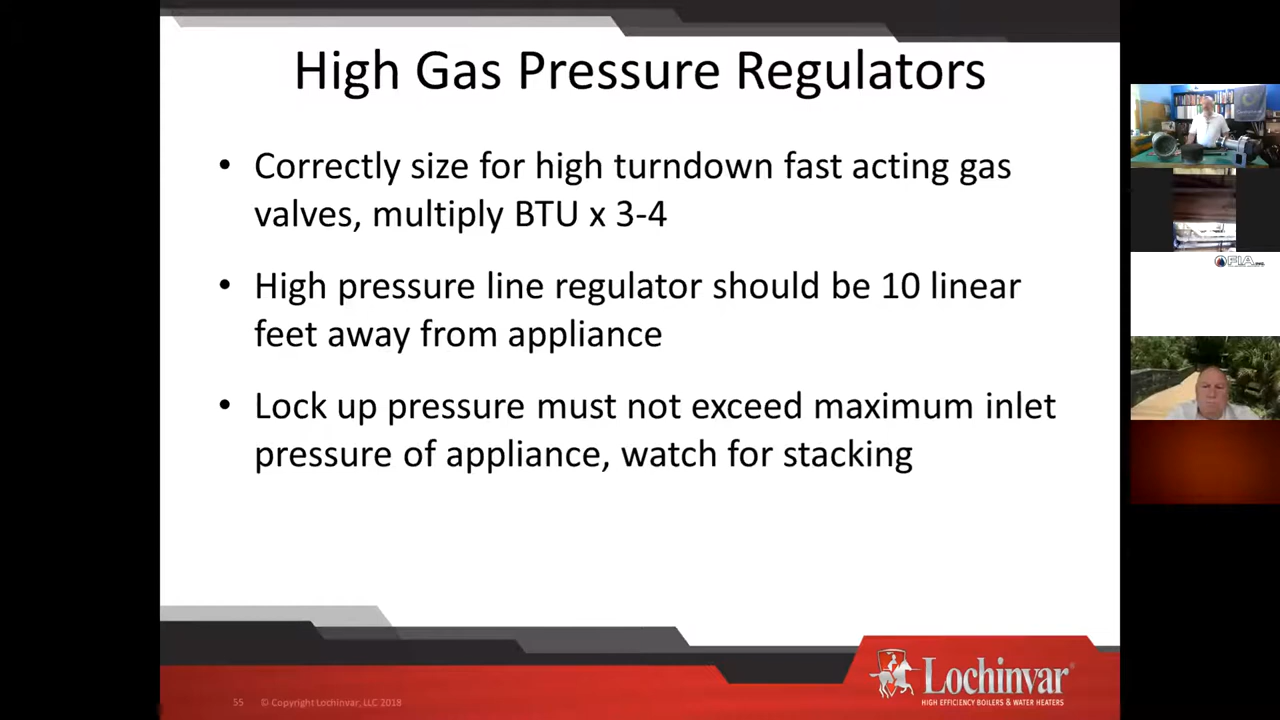 High Gas Pressure Regulators
• Correctly size for high turndown fast acting gas
valves, multiply BTU x 3-4
• High pressure line regulator should be 10 linear
feet away from appliance
• Lock up pressure must not exceed maximum inlet
pressure of appliance, watch for stacking
55 © Copyright Lochinvar, LLC 2018
Lochinvar®
HIGH EFFICIENCY BOILERS & WATER HEATERS
FIA, INC.